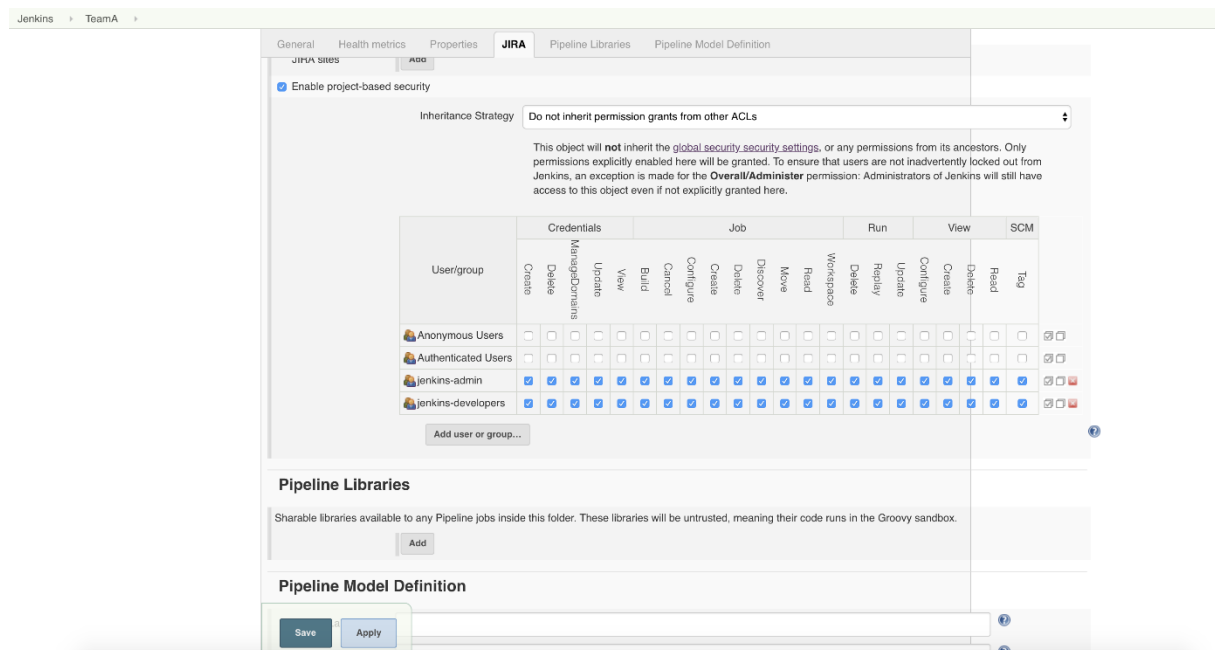 Jenkins TeamA
General Health metrics Properties JIRA Pipeline Libraries Pipeline Model Definition
JIRA sites Add
Enable project-based security
Inheritance Strategy Do not inherit permission grants from other ACLs
This object will not inherit the global security security settings, or any permissions from its ancestors. Only
permissions explicitly enabled here will be granted. To ensure that users are not inadvertently locked out from
Jenkins, an exception is made for the Overall/Administer permission: Administrators of Jenkins will still have
access to this object even if not explicitly granted here.
User/group Credentials Job Run View SCM
Create Delete ManageDomains Update View Build Cancel Configure Create Delete Discover Move Read Workspace Delete Replay Update Configure Create Delete Read Tag
Anonymous Users
Authenticated Users
jenkins-admin
jenkins-developers
Add user or group...
Pipeline Libraries
Sharable libraries available to any Pipeline jobs inside this folder. These libraries will be untrusted, meaning their code runs in the Groovy sandbox.
Add
Pipeline Model Definition
Save Apply